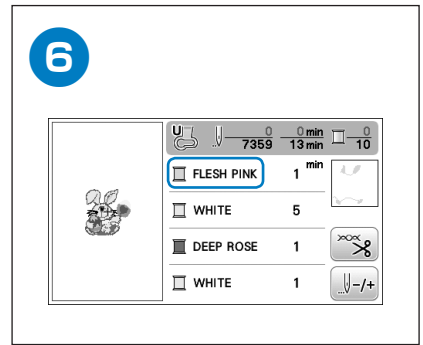 6
U 0 0 min 0
7359 13 min 10
FLESH PINK 1 min
WHITE 5
DEEP ROSE 1
WHITE 1
-/+